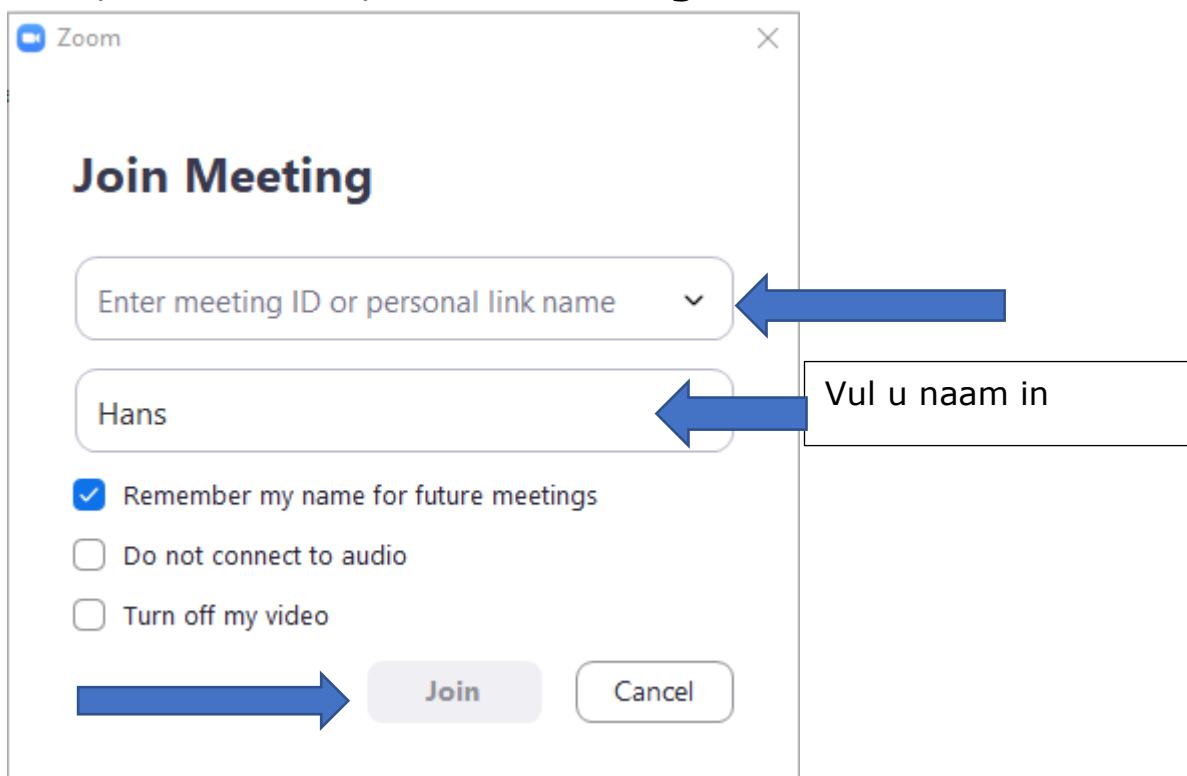 Zoom
Join Meeting
Enter meeting ID or personal link name
Vul u naam in
Hans
Remember my name for future meetings
Do not connect to audio
Turn off my video
Join Cancel